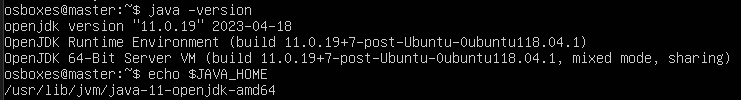 osboxes@master:~$ java -version
openjdk version "11.0.19" 2023-04-18
OpenJDK Runtime Environment (build 11.0.19+7-post-Ubuntu-0ubuntu118.04.1)
OpenJDK 64-Bit Server VM (build 11.0.19+7-post-Ubuntu-0ubuntu118.04.1, mixed mode, sharing)
osboxes@master:~$ echo $JAVA_HOME
/usr/lib/jvm/java-11-openjdk-amd64